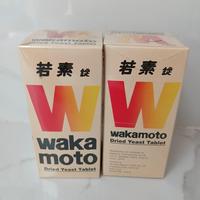 若素錠
waka
moto
Dried Yeast Tablet
若素錠
wakamoto
Dried Yeast Tablet